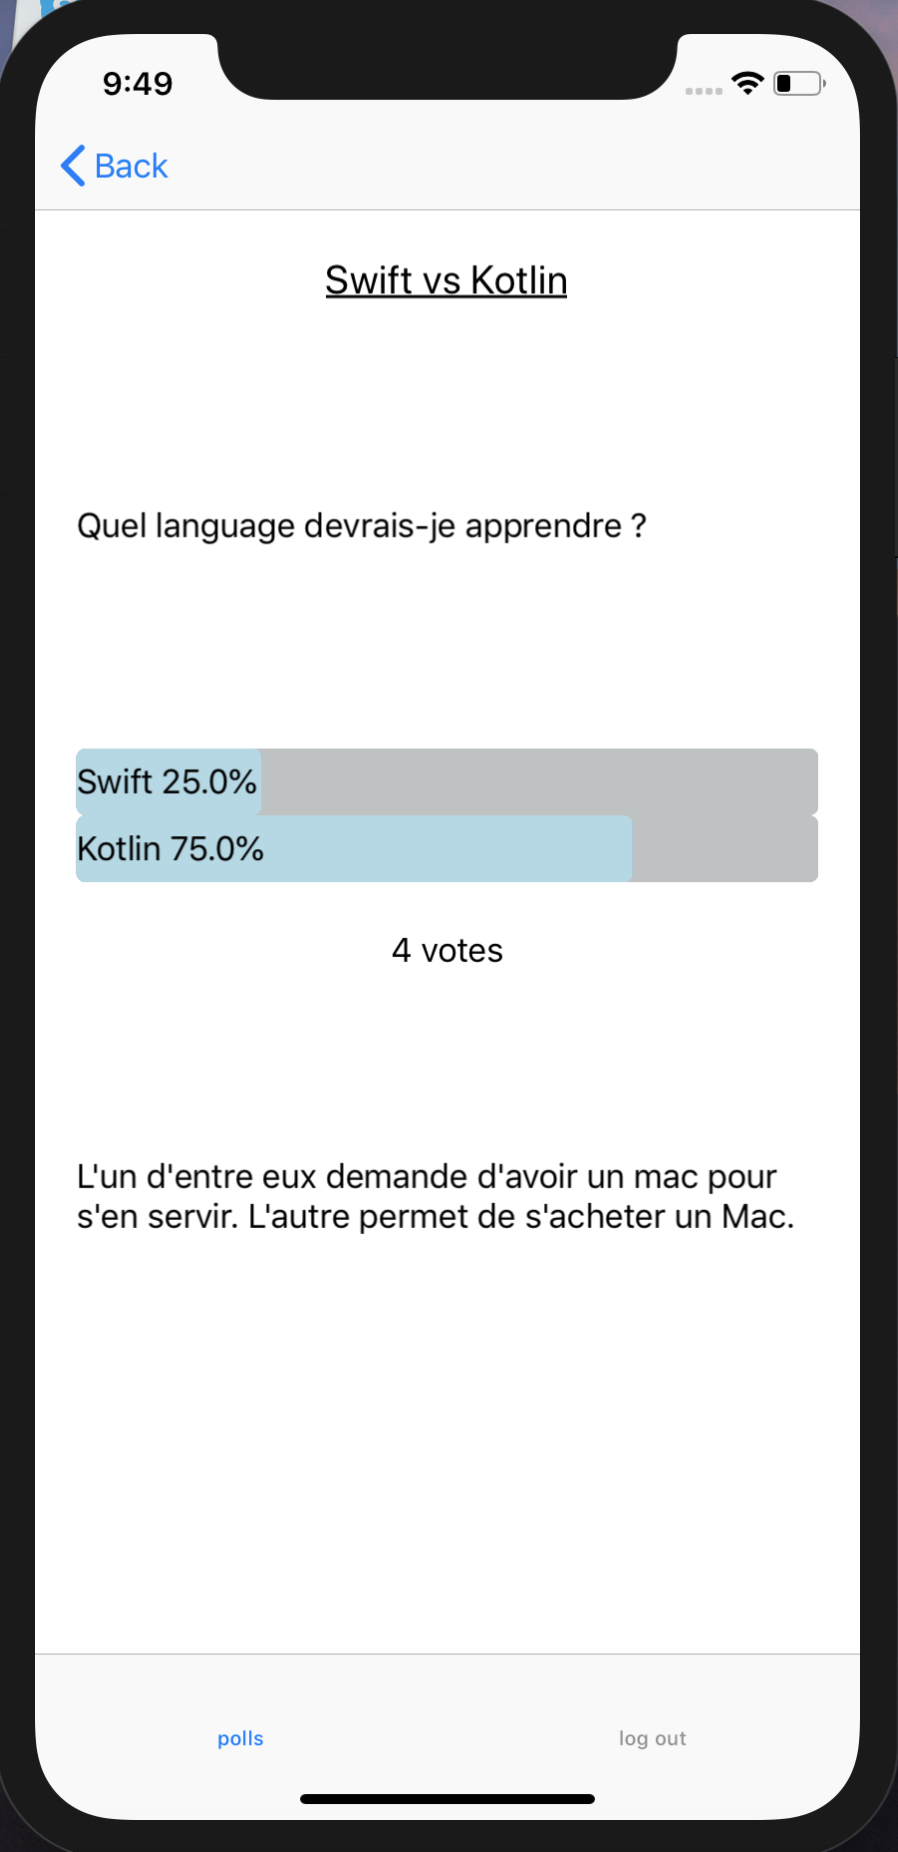 9:49
Back
Swift vs Kotlin
Quel language devrais-je apprendre ?
Swift 25.0%
Kotlin 75.0%
4 votes
L'un d'entre eux demande d'avoir un mac pour
s'en servir. L'autre permet de s'acheter un Mac.
polls
log out